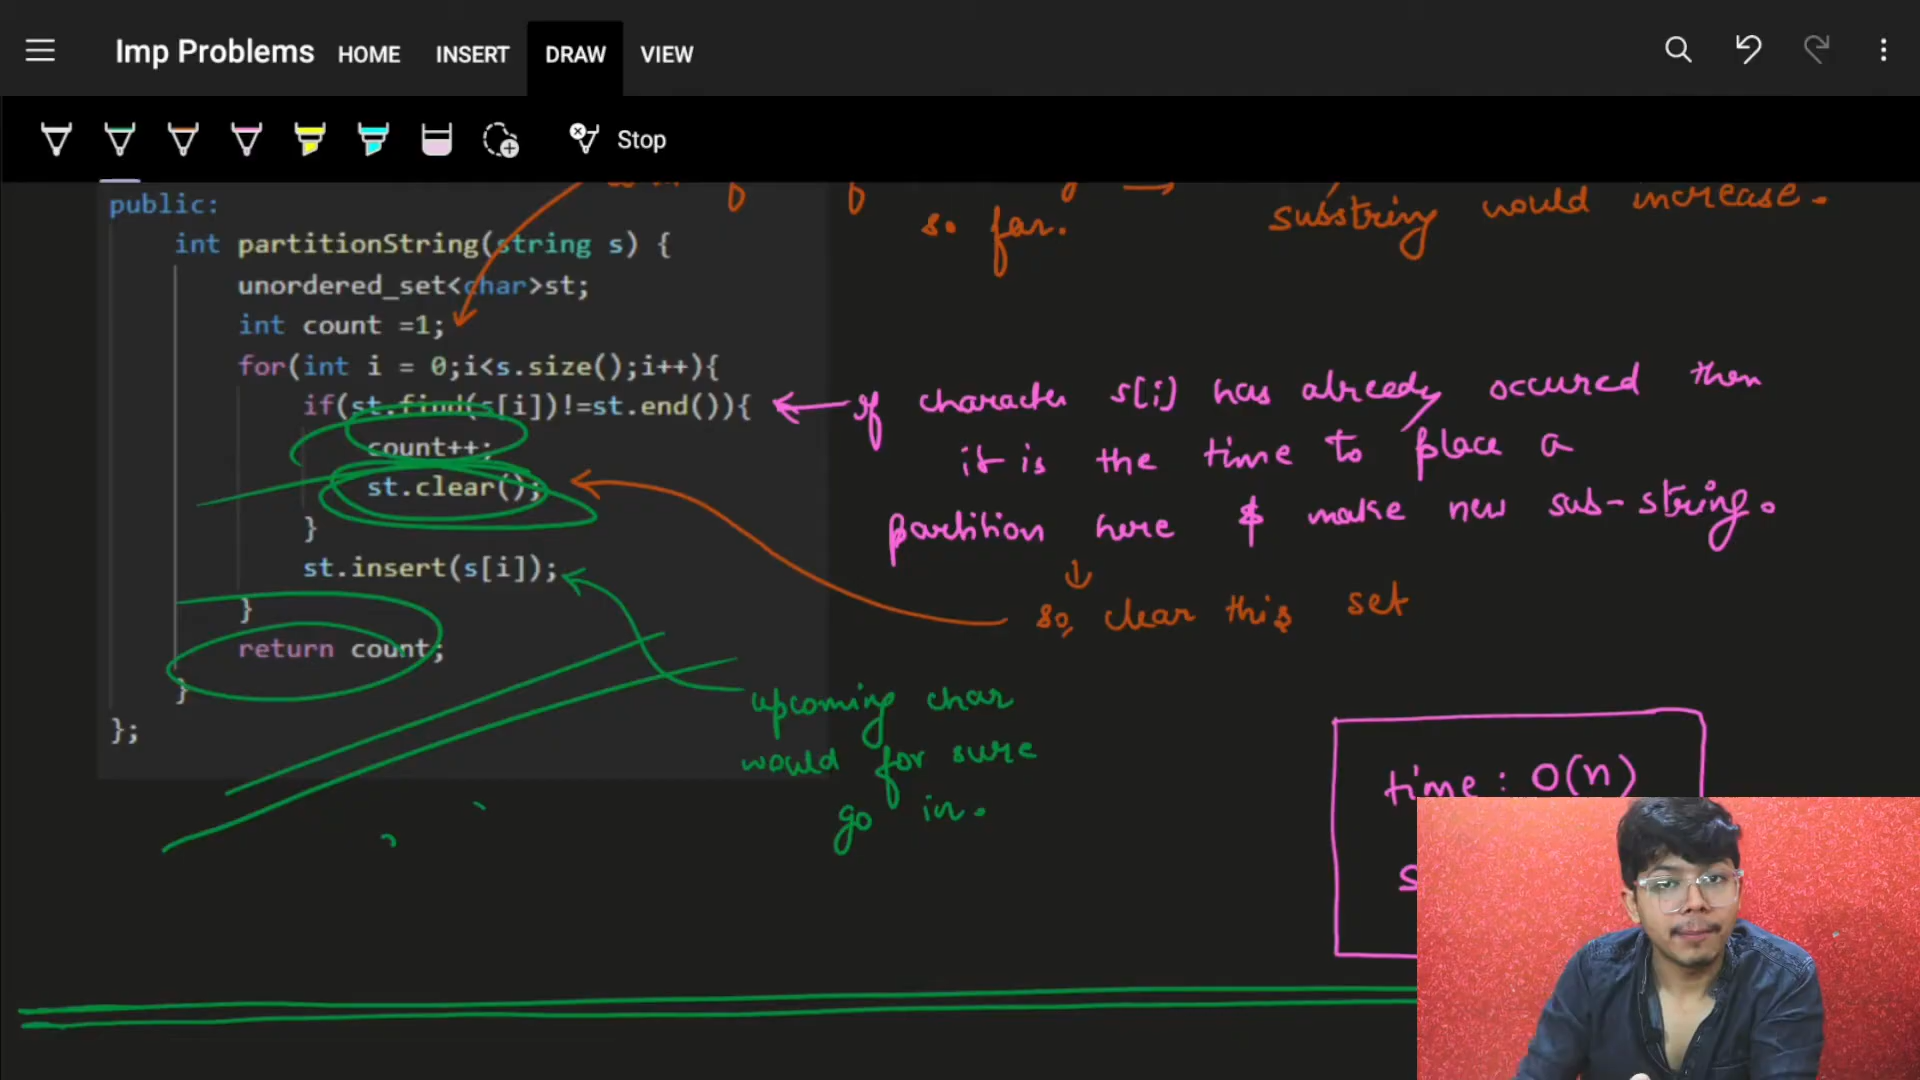 Imp Problems HOME INSERT DRAW VIEW
Stop
so far.
substring would increase.
public:
int partitionString(string s) {
unordered_set<char>st;
int count =1;
for(int i = 0;i<s.size();i++){
if(st.find(s[i])!=st.end()){
count++;
st.clear();
}
st.insert(s[i]);
}
return count;
}
};
if character s[i] has already occured then
it is the time to place a
partition here & make new sub-string.
so, clear this set
upcoming char
would for sure
go in.
time : O(n)